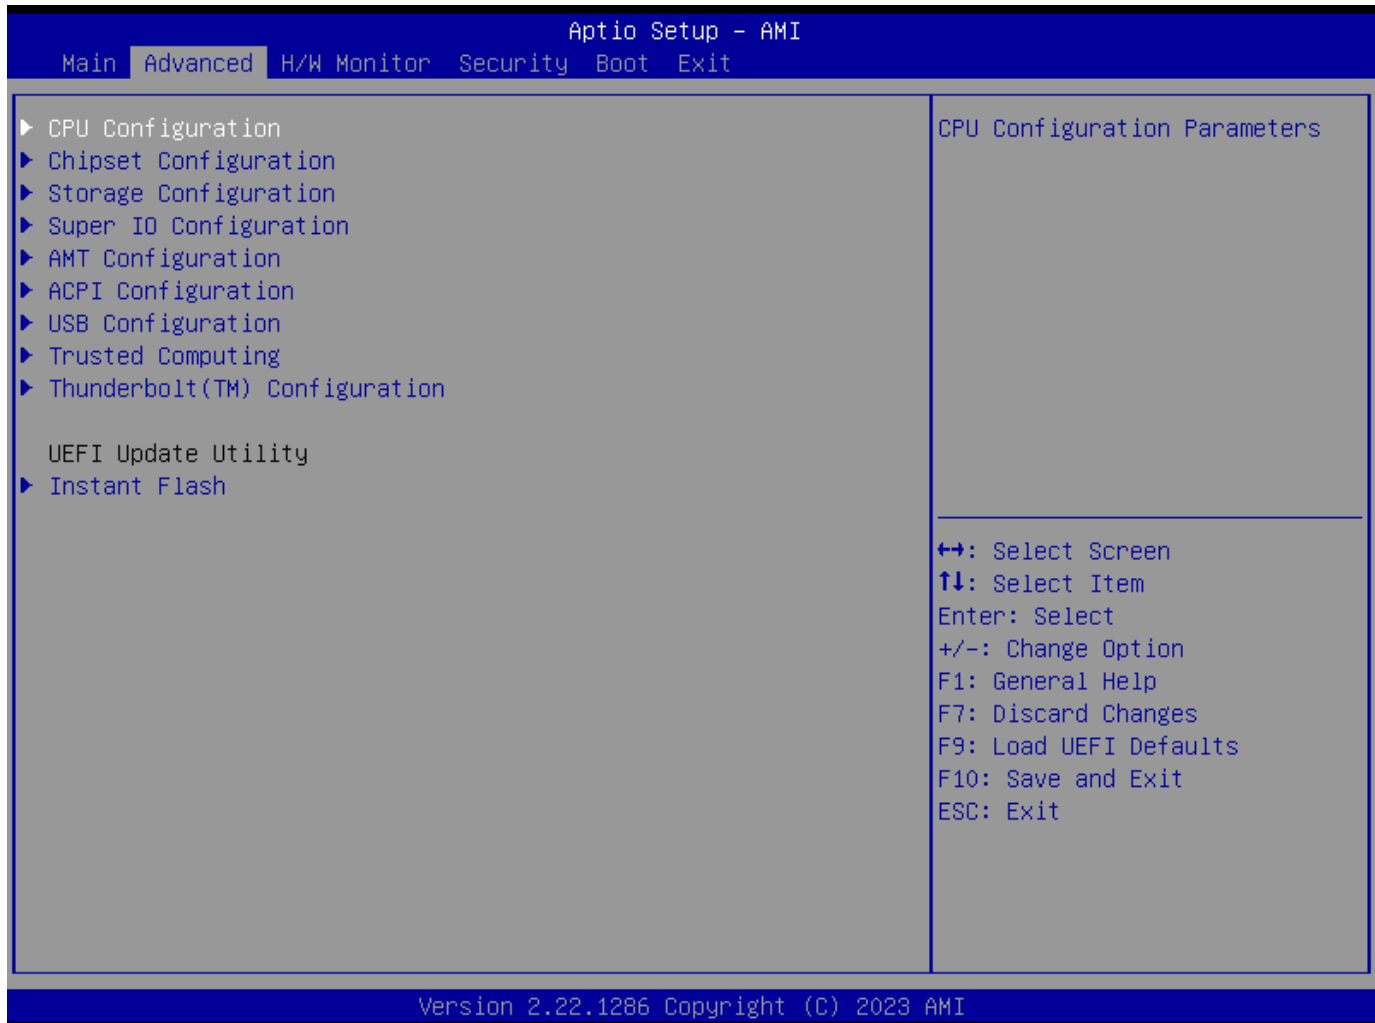 Aptio Setup – AMI
Main Advanced H/W Monitor Security Boot Exit
CPU Configuration
Chipset Configuration
Storage Configuration
Super IO Configuration
AMT Configuration
ACPI Configuration
USB Configuration
Trusted Computing
Thunderbolt(TM) Configuration
UEFI Update Utility
Instant Flash
CPU Configuration Parameters
↔: Select Screen
↑↓: Select Item
Enter: Select
+/-: Change Option
F1: General Help
F7: Discard Changes
F9: Load UEFI Defaults
F10: Save and Exit
ESC: Exit
Version 2.22.1286 Copyright (C) 2023 AMI